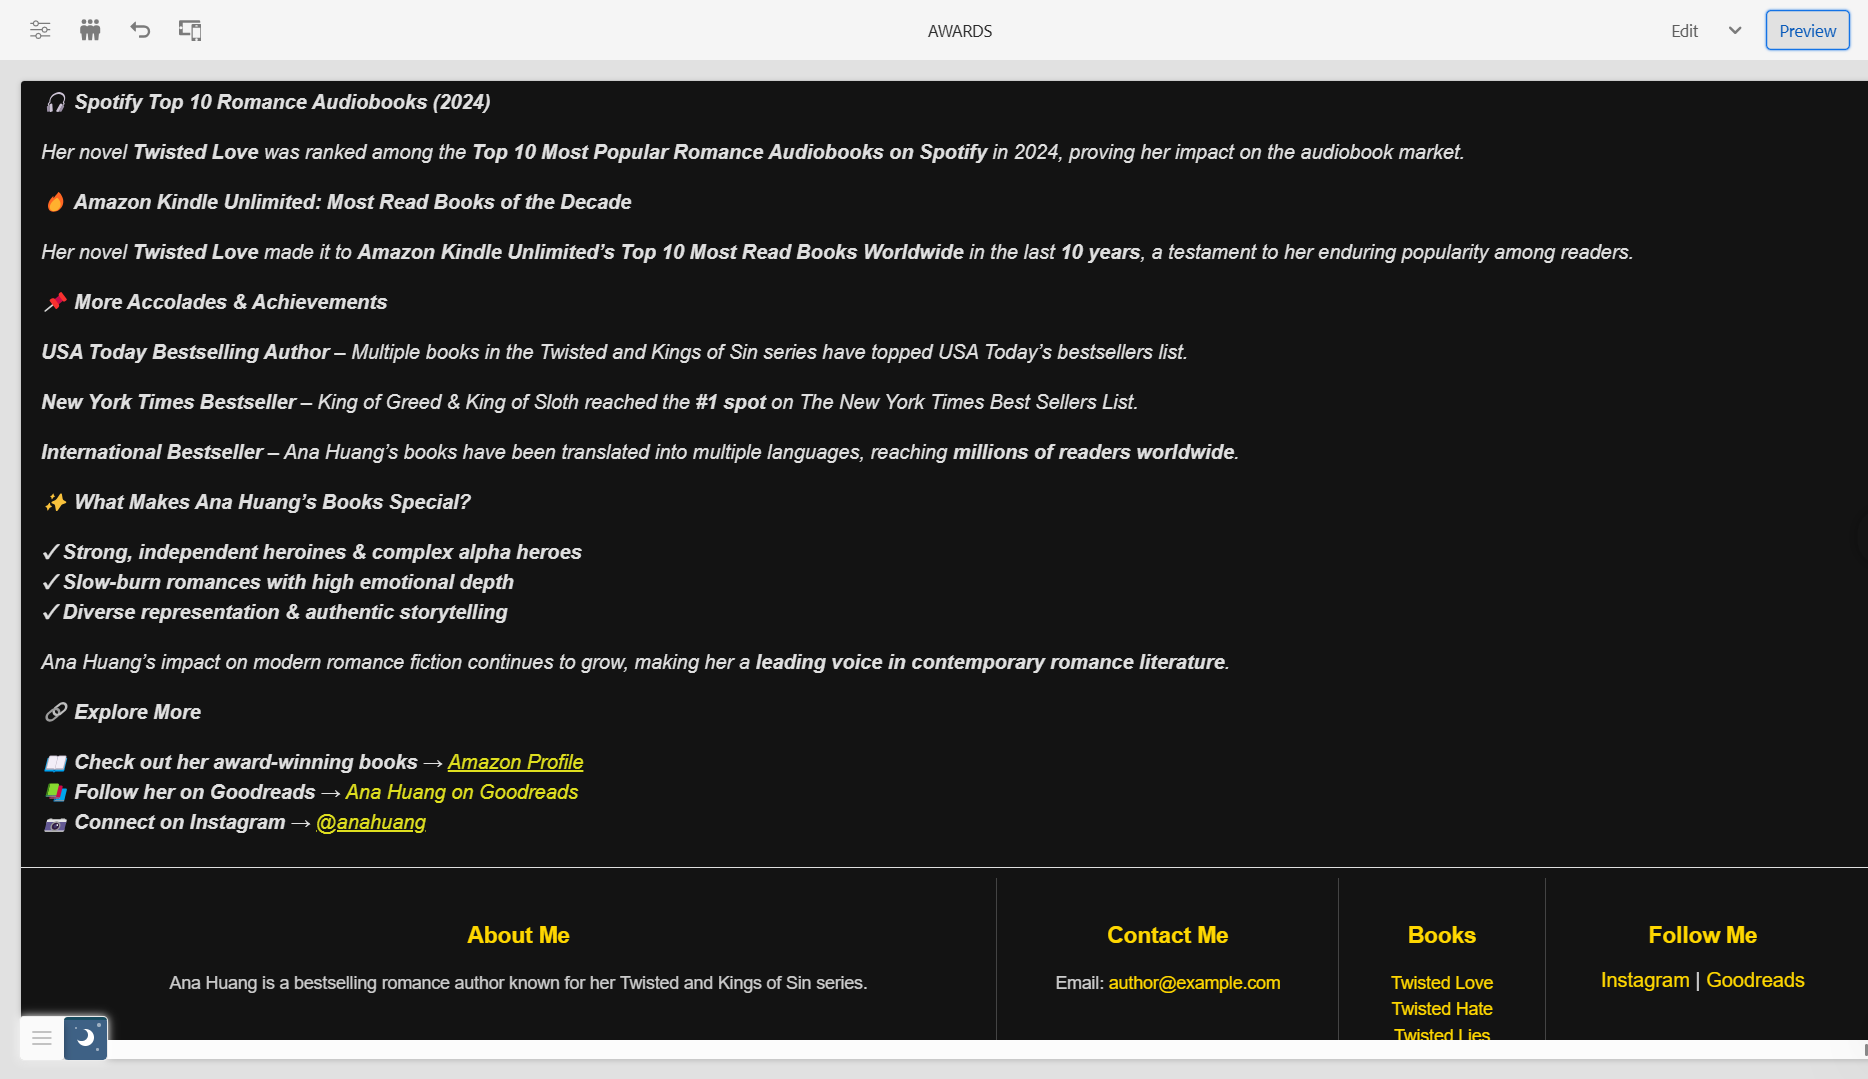 AWARDS
Edit
Preview
🎧 Spotify Top 10 Romance Audiobooks (2024)
Her novel Twisted Love was ranked among the Top 10 Most Popular Romance Audiobooks on Spotify in 2024, proving her impact on the audiobook market.
🔥 Amazon Kindle Unlimited: Most Read Books of the Decade
Her novel Twisted Love made it to Amazon Kindle Unlimited’s Top 10 Most Read Books Worldwide in the last 10 years, a testament to her enduring popularity among readers.
📌 More Accolades & Achievements
USA Today Bestselling Author – Multiple books in the Twisted and Kings of Sin series have topped USA Today’s bestsellers list.
New York Times Bestseller – King of Greed & King of Sloth reached the #1 spot on The New York Times Best Sellers List.
International Bestseller – Ana Huang’s books have been translated into multiple languages, reaching millions of readers worldwide.
✨ What Makes Ana Huang’s Books Special?
✓Strong, independent heroines & complex alpha heroes
✓Slow-burn romances with high emotional depth
✓Diverse representation & authentic storytelling
Ana Huang’s impact on modern romance fiction continues to grow, making her a leading voice in contemporary romance literature.
🔗 Explore More
📖 Check out her award-winning books → Amazon Profile
📚 Follow her on Goodreads → Ana Huang on Goodreads
📷 Connect on Instagram → @anahuang
About Me
Ana Huang is a bestselling romance author known for her Twisted and Kings of Sin series.
Contact Me
Email: author@example.com
Books
Twisted Love
Twisted Hate
Twisted Lies
Follow Me
Instagram | Goodreads